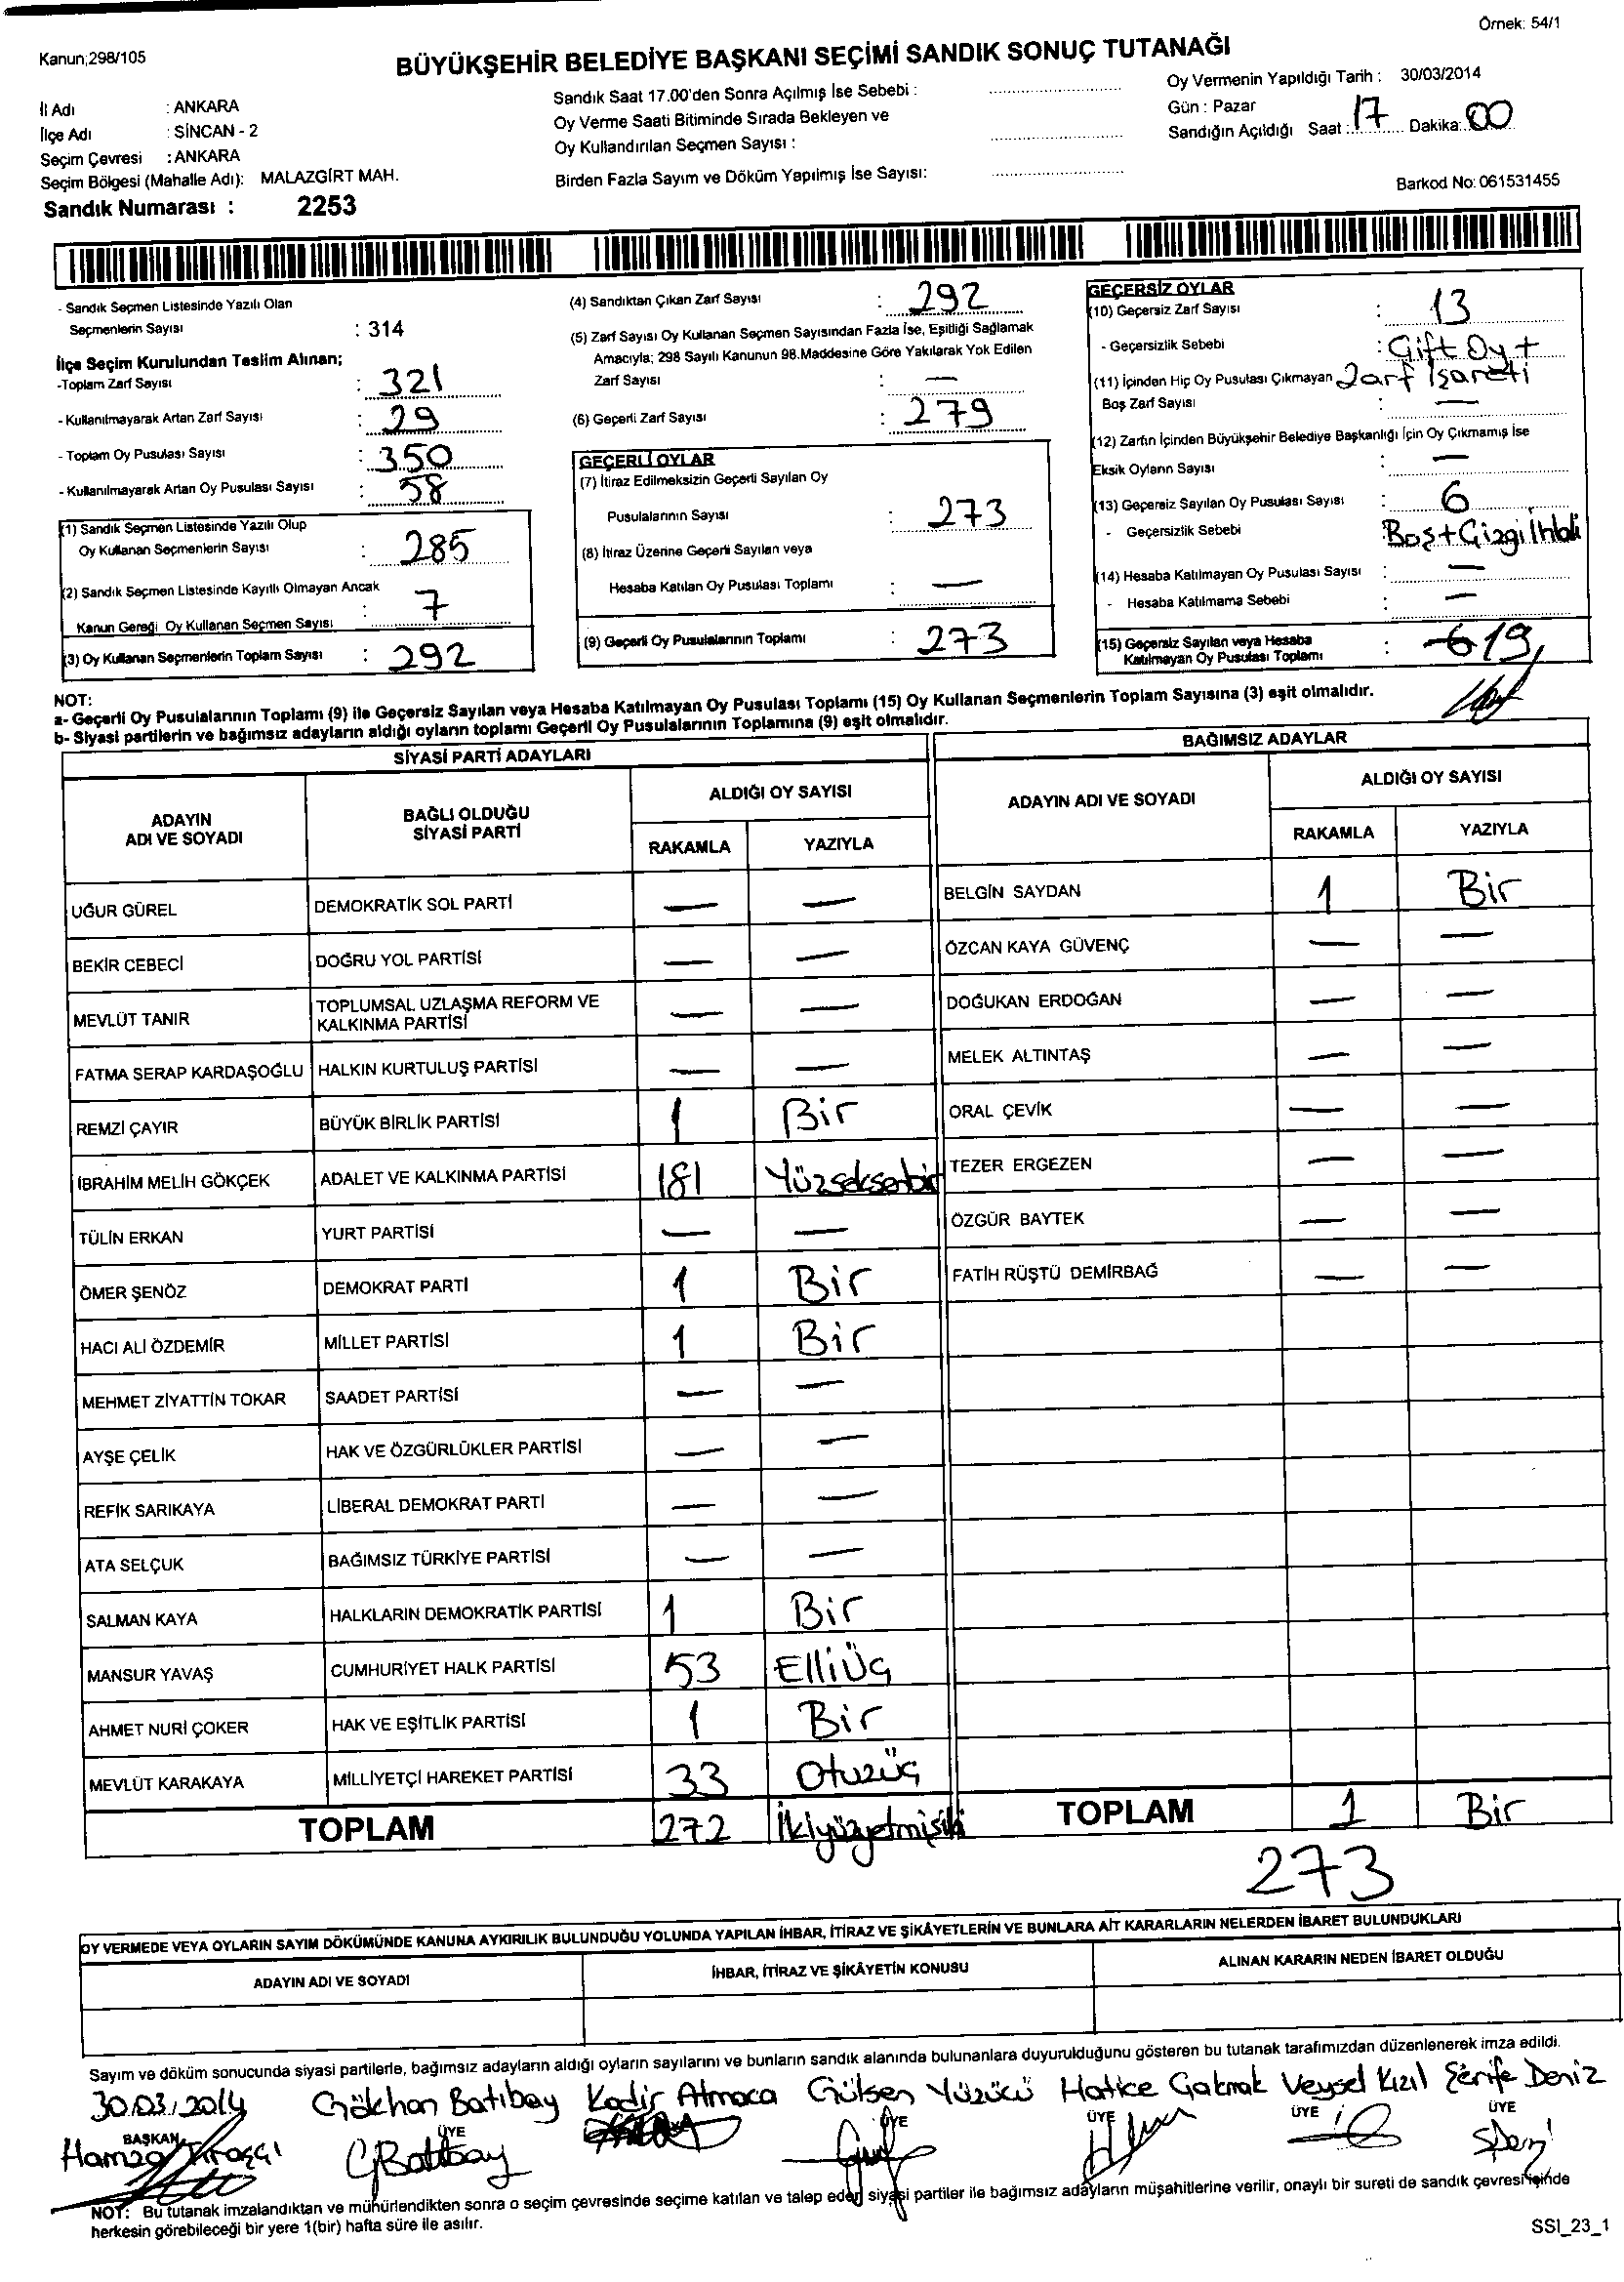 Örnek: 54/1
Kanun;298/105
BÜYÜKŞEHİR BELEDİYE BAŞKANI SEÇİMİ SANDIK SONUÇ TUTANAĞI
İl Adı : ANKARA
İlçe Adı : SİNCAN - 2
Seçim Çevresi : ANKARA
Seçim Bölgesi (Mahalle Adı): MALAZGİRT MAH.
Sandık Numarası : 2253
Sandık Saat 17.00'den Sonra Açılmış İse Sebebi :
Oy Verme Saati Bitiminde Sırada Bekleyen ve
Oy Kullandırılan Seçmen Sayısı :
Birden Fazla Sayım ve Döküm Yapılmış İse Sayısı:
Oy Vermenin Yapıldığı Tarih : 30/03/2014
Gün : Pazar
Sandığın Açıldığı Saat : 17 Dakika: 00
Barkod No: 061531455
- Sandık Seçmen Listesinde Yazılı Olan
Seçmenlerin Sayısı : 314
İlçe Seçim Kurulundan Teslim Alınan;
-Toplam Zarf Sayısı : 321
- Kullanılmayarak Artan Zarf Sayısı : 29
- Toplam Oy Pusulası Sayısı : 350
- Kullanılmayarak Artan Oy Pusulası Sayısı : 58
(1) Sandık Seçmen Listesinde Yazılı Olup
Oy Kullanan Seçmenlerin Sayısı : 285
(2) Sandık Seçmen Listesinde Kayıtlı Olmayan Ancak
Kanun Gereği Oy Kullanan Seçmen Sayısı : 7
(3) Oy Kullanan Seçmenlerin Toplam Sayısı : 292
(4) Sandıktan Çıkan Zarf Sayısı : 292
(5) Zarf Sayısı Oy Kullanan Seçmen Sayısından Fazla İse, Eşitliği Sağlamak
Amacıyla; 298 Sayılı Kanunun 98.Maddesine Göre Yakılarak Yok Edilen
Zarf Sayısı : —
(6) Geçerli Zarf Sayısı : 279
GEÇERLİ OYLAR
(7) İtiraz Edilmeksizin Geçerli Sayılan Oy
Pusulalarının Sayısı : 273
(8) İtiraz Üzerine Geçerli Sayılan veya
Hesaba Katılan Oy Pusulası Toplamı : —
(9) Geçerli Oy Pusulalarının Toplamı : 273
GEÇERSİZ OYLAR
(10) Geçersiz Zarf Sayısı : 13
- Geçersizlik Sebebi : Çift Oy +
Zarf İşareti
(11) İçinden Hiç Oy Pusulası Çıkmayan
Boş Zarf Sayısı : —
(12) Zarfın İçinden Büyükşehir Belediye Başkanlığı İçin Oy Çıkmamış İse
Eksik Oyların Sayısı : —
(13) Geçersiz Sayılan Oy Pusulası Sayısı : 6
- Geçersizlik Sebebi : Boş+Çizgi İhlali
(14) Hesaba Katılmayan Oy Pusulası Sayısı : —
- Hesaba Katılmama Sebebi : —
(15) Geçersiz Sayılan veya Hesaba
Katılmayan Oy Pusulası Toplamı : 6 19
NOT:
a- Geçerli Oy Pusulalarının Toplamı (9) ile Geçersiz Sayılan veya Hesaba Katılmayan Oy Pusulası Toplamı (15) Oy Kullanan Seçmenlerin Toplam Sayısına (3) eşit olmalıdır.
b- Siyasi partilerin ve bağımsız adayların aldığı oyların toplamı Geçerli Oy Pusulalarının Toplamına (9) eşit olmalıdır.
SİYASİ PARTİ ADAYLARI
ADAYIN ADI VE SOYADI BAĞLI OLDUĞU SİYASİ PARTİ ALDIĞI OY SAYISI
RAKAMLA YAZIYLA
UĞUR GÜREL DEMOKRATİK SOL PARTİ — —
BEKİR CEBECİ DOĞRU YOL PARTİSİ — —
MEVLÜT TANIR TOPLUMSAL UZLAŞMA REFORM VE KALKINMA PARTİSİ — —
FATMA SERAP KARDAŞOĞLU HALKIN KURTULUŞ PARTİSİ — —
REMZİ ÇAYIR BÜYÜK BİRLİK PARTİSİ 1 Bir
İBRAHİM MELİH GÖKÇEK ADALET VE KALKINMA PARTİSİ 181 Yüzseksenbir
TÜLİN ERKAN YURT PARTİSİ — —
ÖMER ŞENÖZ DEMOKRAT PARTİ 1 Bir
HACI ALİ ÖZDEMİR MİLLET PARTİSİ 1 Bir
MEHMET ZİYATTİN TOKAR SAADET PARTİSİ — —
AYŞE ÇELİK HAK VE ÖZGÜRLÜKLER PARTİSİ — —
REFİK SARIKAYA LİBERAL DEMOKRAT PARTİ — —
ATA SELÇUK BAĞIMSIZ TÜRKİYE PARTİSİ — —
SALMAN KAYA HALKLARIN DEMOKRATİK PARTİSİ 1 Bir
MANSUR YAVAŞ CUMHURİYET HALK PARTİSİ 53 Elliüç
AHMET NURİ ÇOKER HAK VE EŞİTLİK PARTİSİ 1 Bir
MEVLÜT KARAKAYA MİLLİYETÇİ HAREKET PARTİSİ 33 Otuzüç
TOPLAM 272 İkiyüzyetmişiki
BAĞIMSIZ ADAYLAR
ADAYIN ADI VE SOYADI ALDIĞI OY SAYISI
RAKAMLA YAZIYLA
BELGİN SAYDAN 1 Bir
ÖZCAN KAYA GÜVENÇ — —
DOĞUKAN ERDOĞAN — —
MELEK ALTINTAŞ — —
ORAL ÇEVİK — —
TEZER ERGEZEN — —
ÖZGÜR BAYTEK — —
FATİH RÜŞTÜ DEMİRBAĞ — —
TOPLAM 1 Bir
273
OY VERMEDE VEYA OYLARIN SAYIM DÖKÜMÜNDE KANUNA AYKIRILIK BULUNDUĞU YOLUNDA YAPILAN İHBAR, İTİRAZ VE ŞİKÂYETLERİN VE BUNLARA AİT KARARLARIN NELERDEN İBARET BULUNDUKLARI
ADAYIN ADI VE SOYADI İHBAR, İTİRAZ VE ŞİKÂYETİN KONUSU ALINAN KARARIN NEDEN İBARET OLDUĞU
Sayım ve döküm sonucunda siyasi partilerle, bağımsız adayların aldığı oyların sayılarını ve bunların sandık alanında bulunanlara duyurulduğunu gösteren bu tutanak tarafımızdan düzenlenerek imza edildi.
30.03.2014 Gökhan Batıbay Kadir Atmaca Gülsen Yüzücü Hatice Çakmak Veysel Kızıl Şerife Deniz
BAŞKAN ÜYE ÜYE ÜYE ÜYE ÜYE
Hamza GBatıbay
NOT: Bu tutanak imzalandıktan ve mühürlendikten sonra o seçim çevresinde seçime katılan ve talep eden siyasi partiler ile bağımsız adayların müşahitlerine verilir, onaylı bir sureti de sandık çevresi içinde
herkesin görebileceği bir yere 1(bir) hafta süre ile asılır.
SSI_23_1